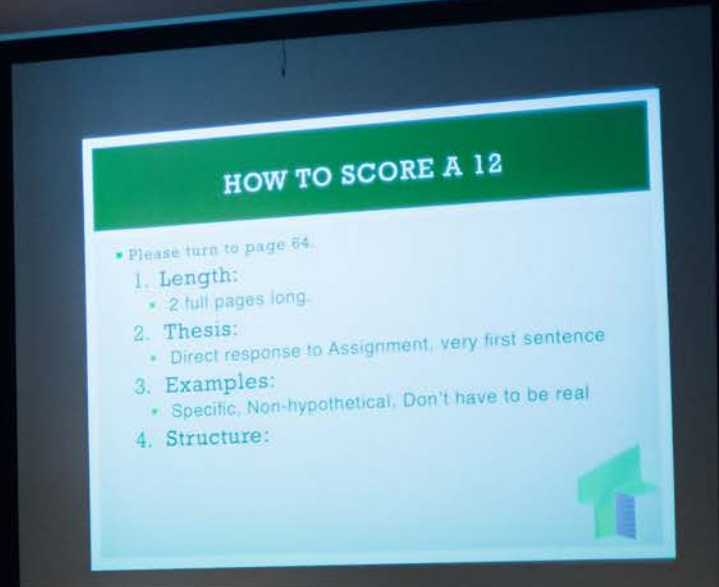 HOW TO SCORE A 12
▪ Please turn to page 64.
1. Length:
• 2 full pages long.
2. Thesis:
• Direct response to Assignment, very first sentence
3. Examples:
• Specific, Non-hypothetical, Don't have to be real
4. Structure: